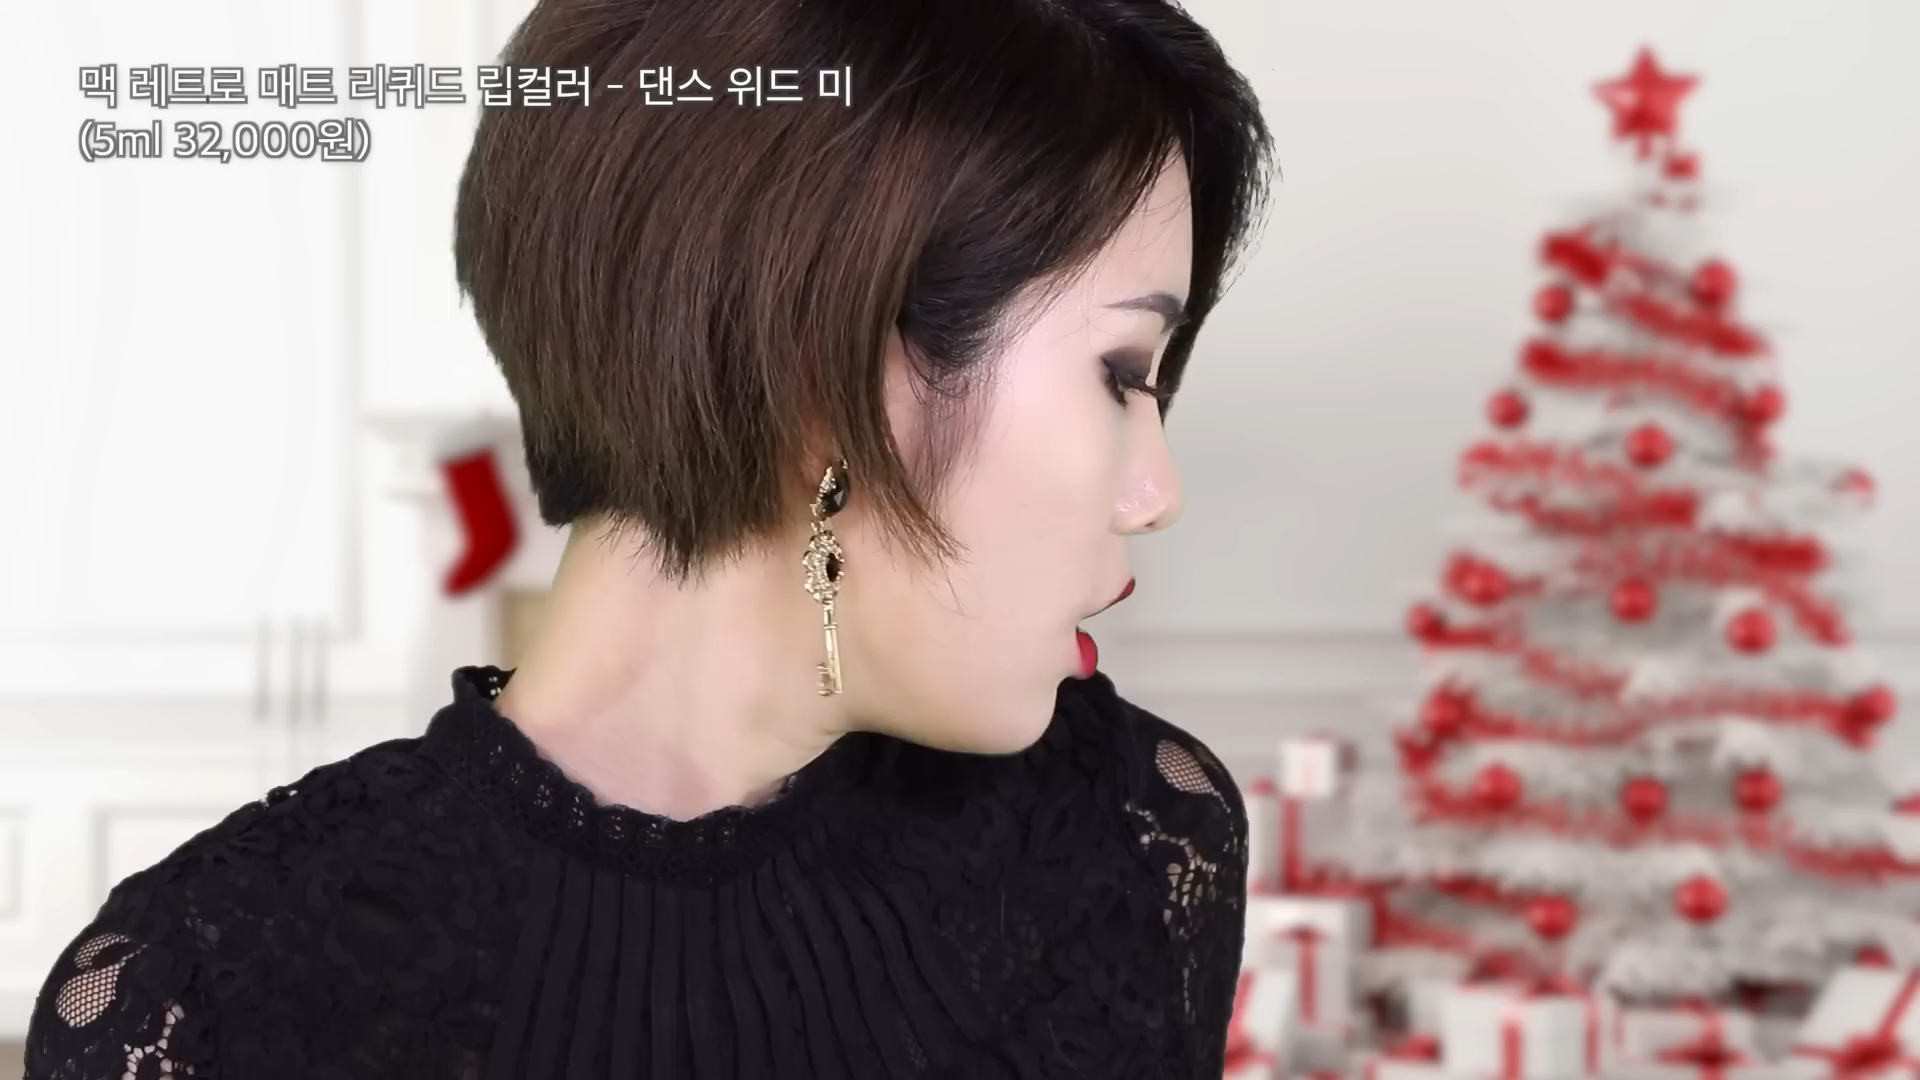 맥 레트로 매트 리퀴드 립컬러 - 댄스 위드 미
(5ml 32,000원)